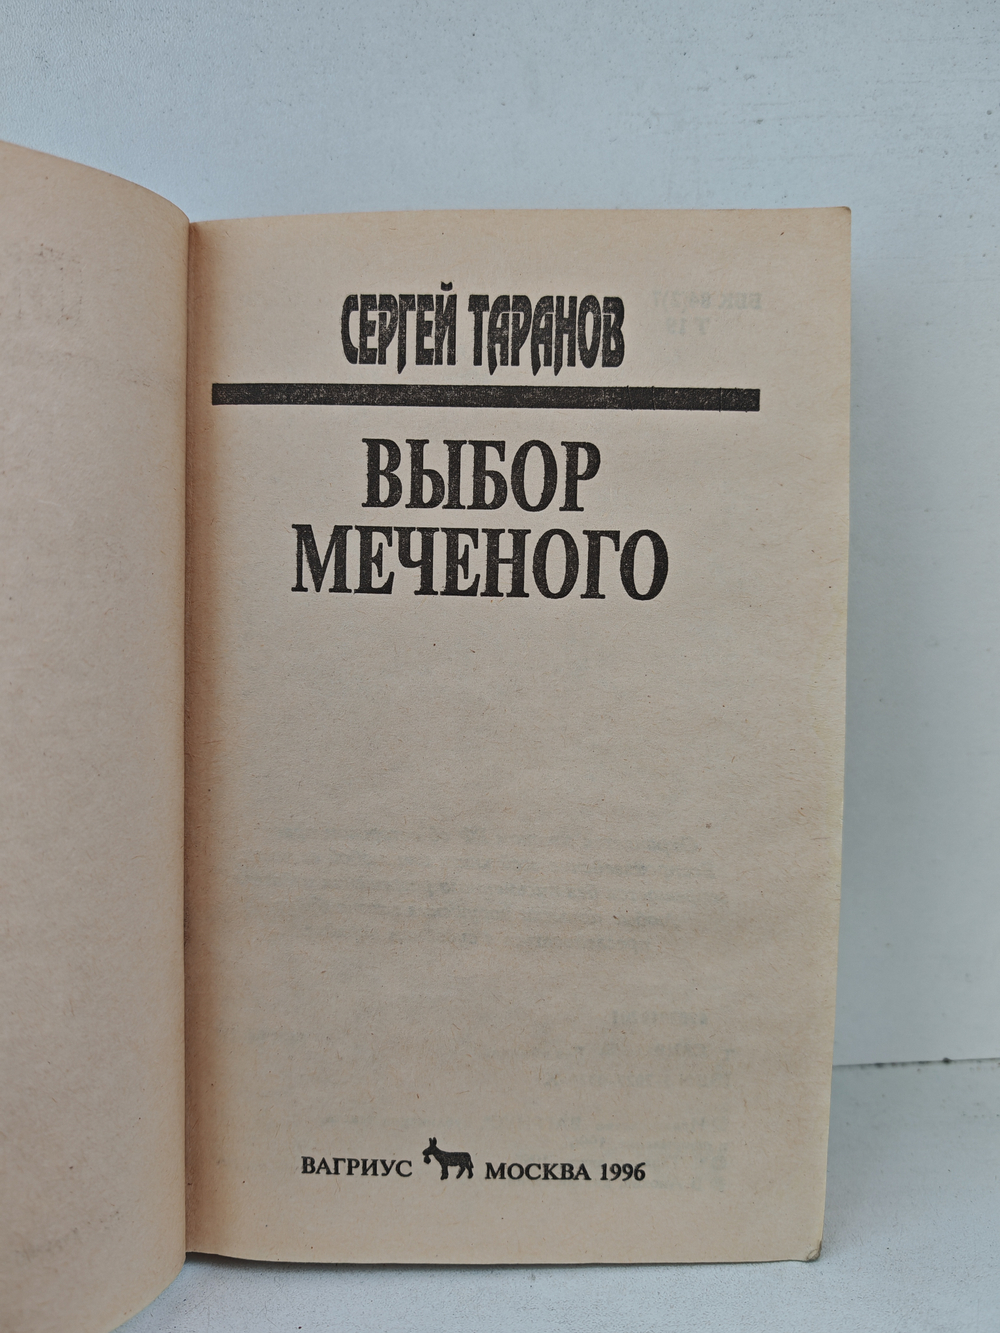 СЕРГЕЙ ТАРАНОВ
ВЫБОР
МЕЧЕНОГО
ВАГРИУС МОСКВА 1996